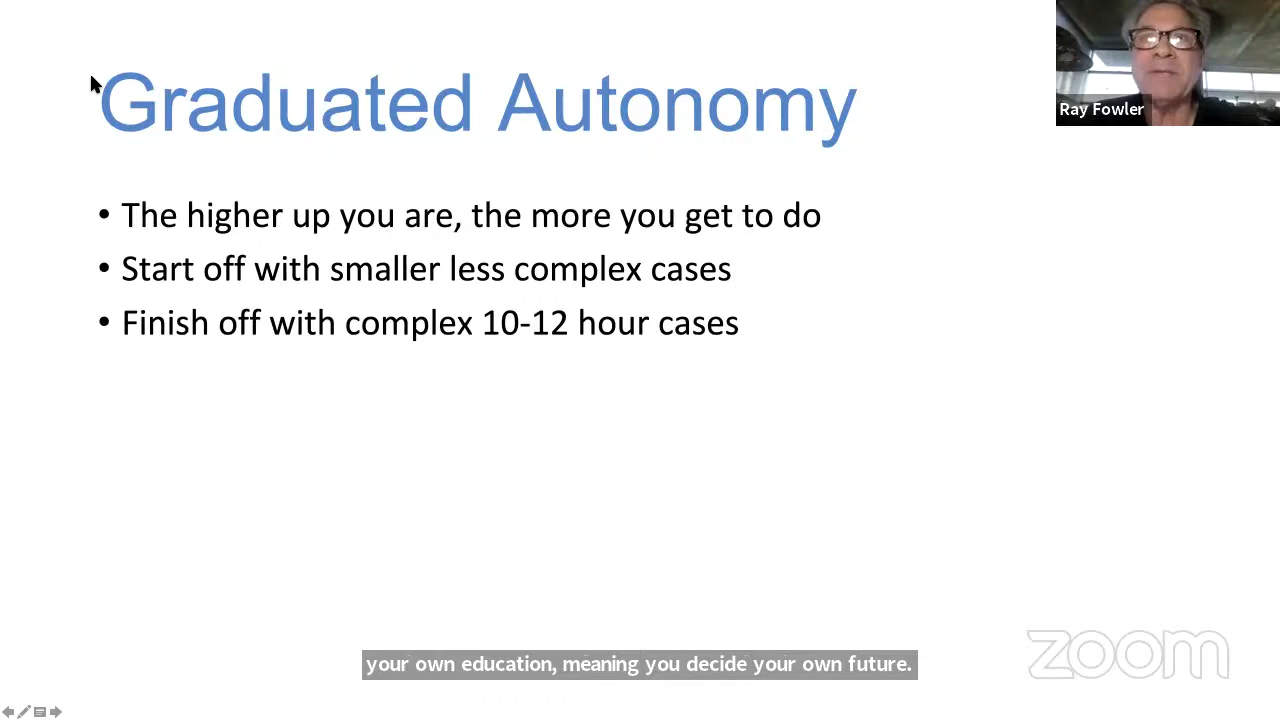 Graduated Autonomy
Ray Fowler
• The higher up you are, the more you get to do
• Start off with smaller less complex cases
• Finish off with complex 10-12 hour cases
your own education, meaning you decide your own future.
zoom